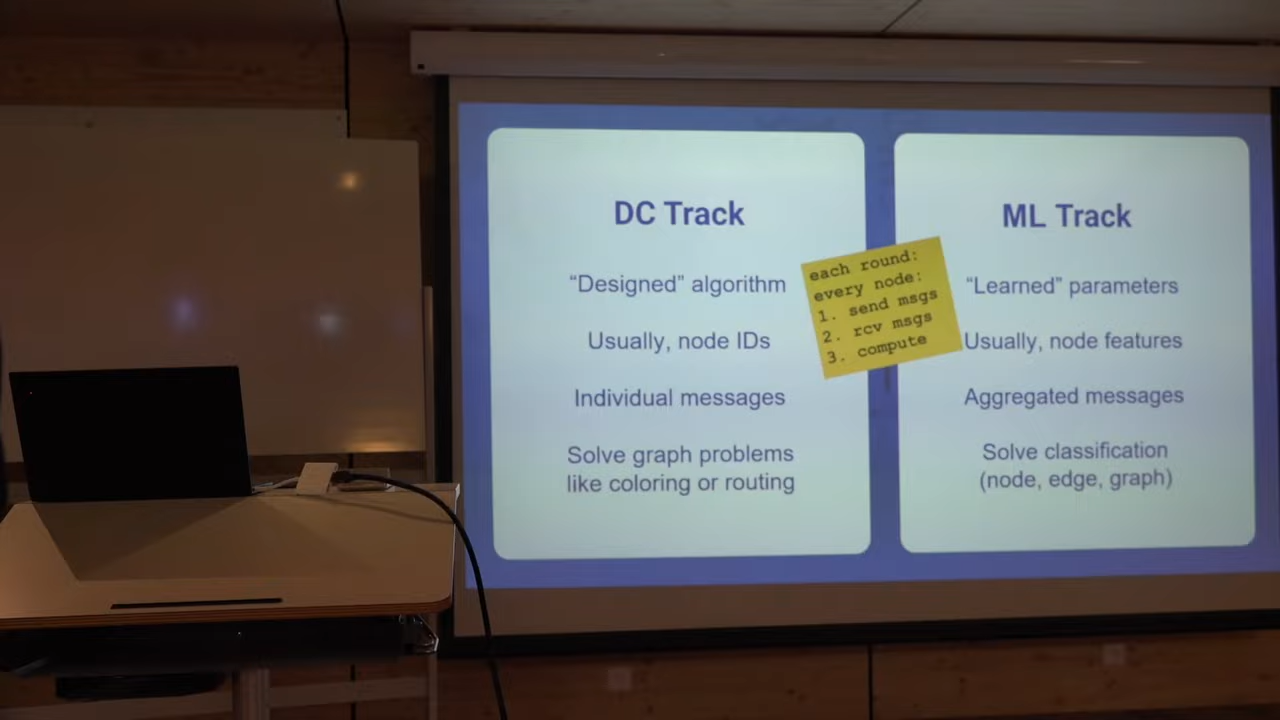 DC Track
“Designed” algorithm
Usually, node IDs
Individual messages
Solve graph problems
like coloring or routing
each round:
every node:
1. send msgs
2. rcv msgs
3. compute
ML Track
“Learned” parameters
Usually, node features
Aggregated messages
Solve classification
(node, edge, graph)